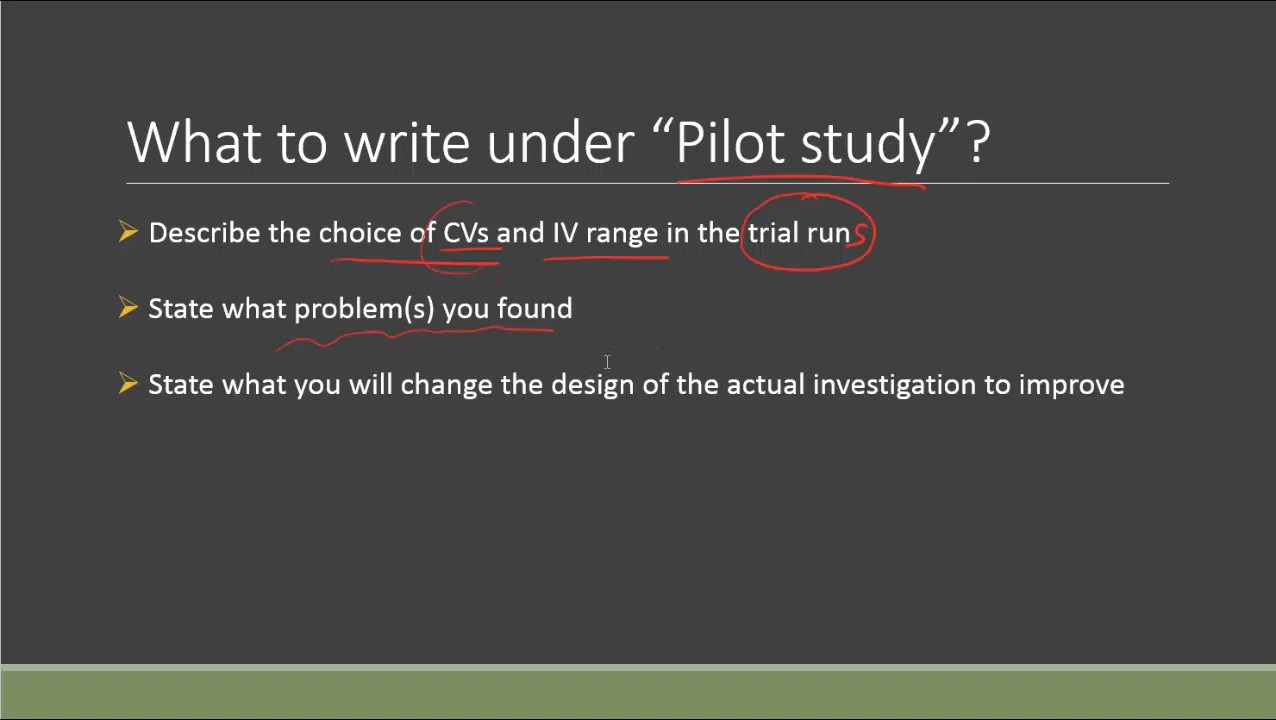 What to write under “Pilot study”?
Describe the choice of CVs and IV range in the trial runs
State what problem(s) you found
State what you will change the design of the actual investigation to improve